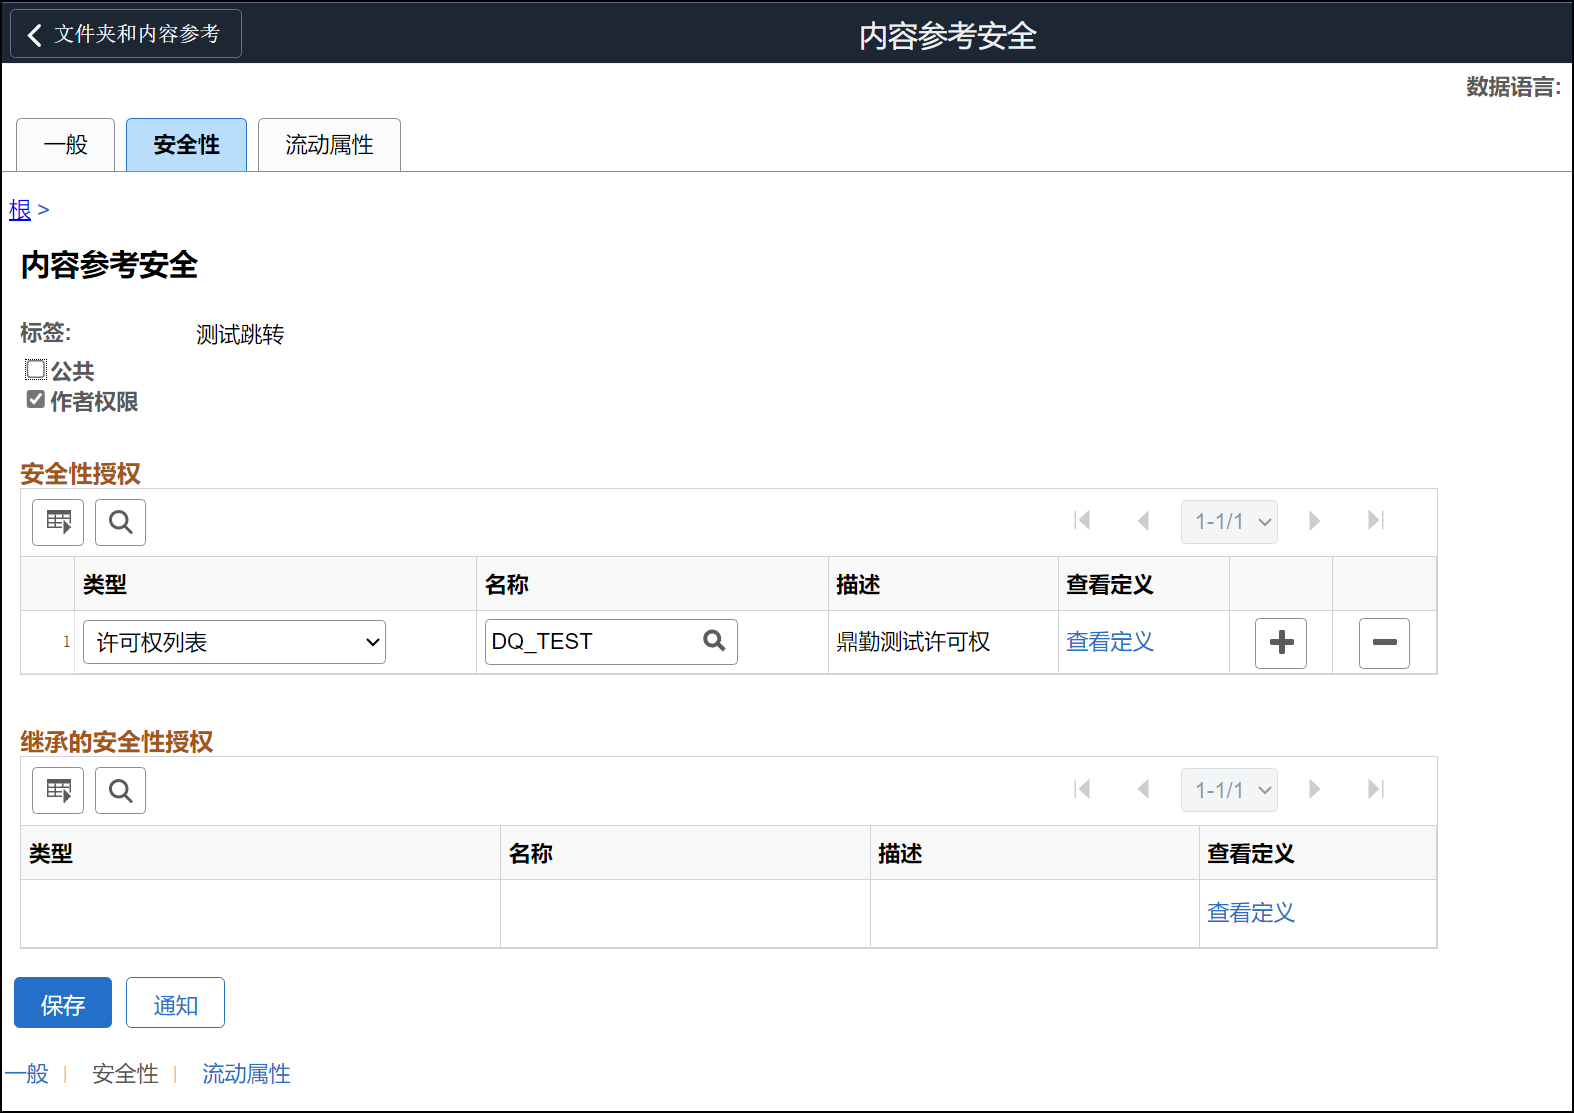 文件夹和内容参考
内容参考安全
数据语言:
一般 安全性 流动属性
根 >
内容参考安全
标签: 测试跳转
公共
作者权限
安全性授权
1-1/1
类型 名称 描述 查看定义
1 许可权列表 DQ_TEST 鼎勤测试许可权 查看定义
继承的安全性授权
1-1/1
类型 名称 描述 查看定义
查看定义
保存 通知
一般 | 安全性 | 流动属性